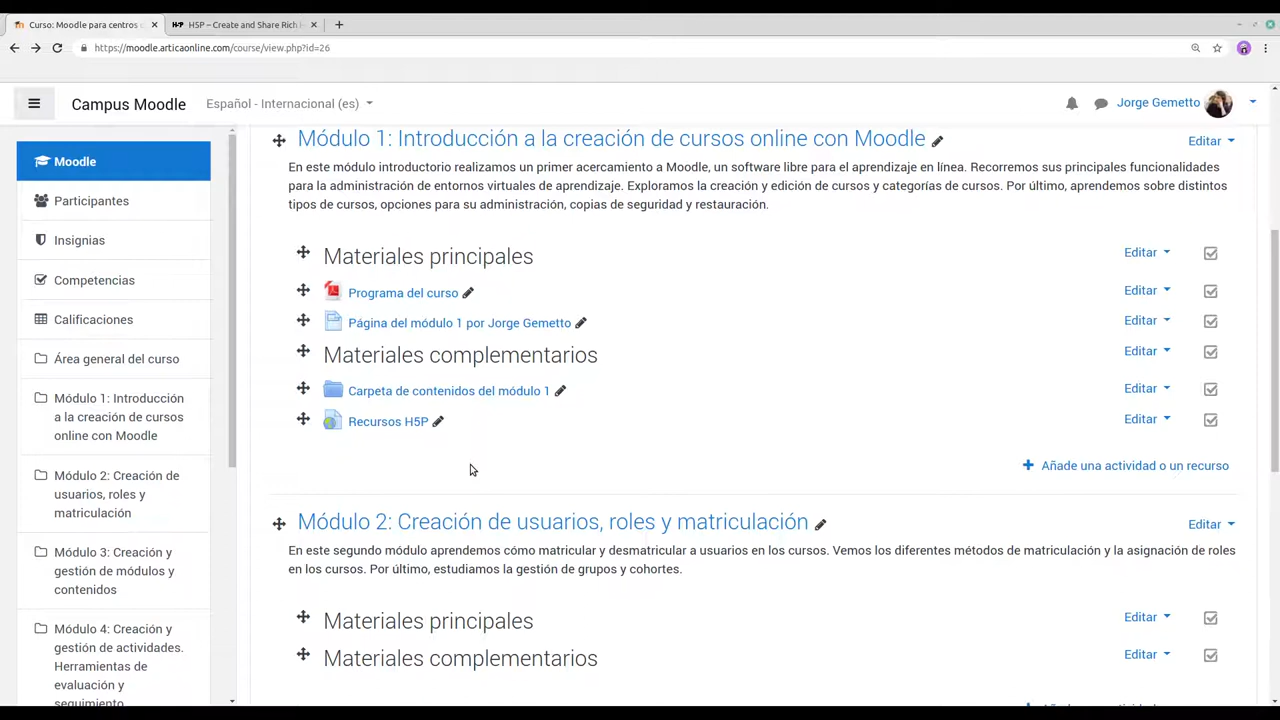 Curso: Moodle para centros
H5P – Create and Share Rich
https://moodle.articaonline.com/course/view.php?id=26
Campus Moodle
Español - Internacional (es)
Jorge Gemetto
Moodle
Participantes
Insignias
Competencias
Calificaciones
Área general del curso
Módulo 1: Introducción
a la creación de cursos
online con Moodle
Módulo 2: Creación de
usuarios, roles y
matriculación
Módulo 3: Creación y
gestión de módulos y
contenidos
Módulo 4: Creación y
gestión de actividades.
Herramientas de
evaluación y
seguimiento
Módulo 1: Introducción a la creación de cursos online con Moodle
Editar
En este módulo introductorio realizamos un primer acercamiento a Moodle, un software libre para el aprendizaje en línea. Recorremos sus principales funcionalidades
para la administración de entornos virtuales de aprendizaje. Exploramos la creación y edición de cursos y categorías de cursos. Por último, aprendemos sobre distintos
tipos de cursos, opciones para su administración, copias de seguridad y restauración.
Materiales principales
Editar
Programa del curso
Editar
Página del módulo 1 por Jorge Gemetto
Editar
Materiales complementarios
Editar
Carpeta de contenidos del módulo 1
Editar
Recursos H5P
Editar
Añade una actividad o un recurso
Módulo 2: Creación de usuarios, roles y matriculación
Editar
En este segundo módulo aprendemos cómo matricular y desmatricular a usuarios en los cursos. Vemos los diferentes métodos de matriculación y la asignación de roles
en los cursos. Por último, estudiamos la gestión de grupos y cohortes.
Materiales principales
Editar
Materiales complementarios
Editar